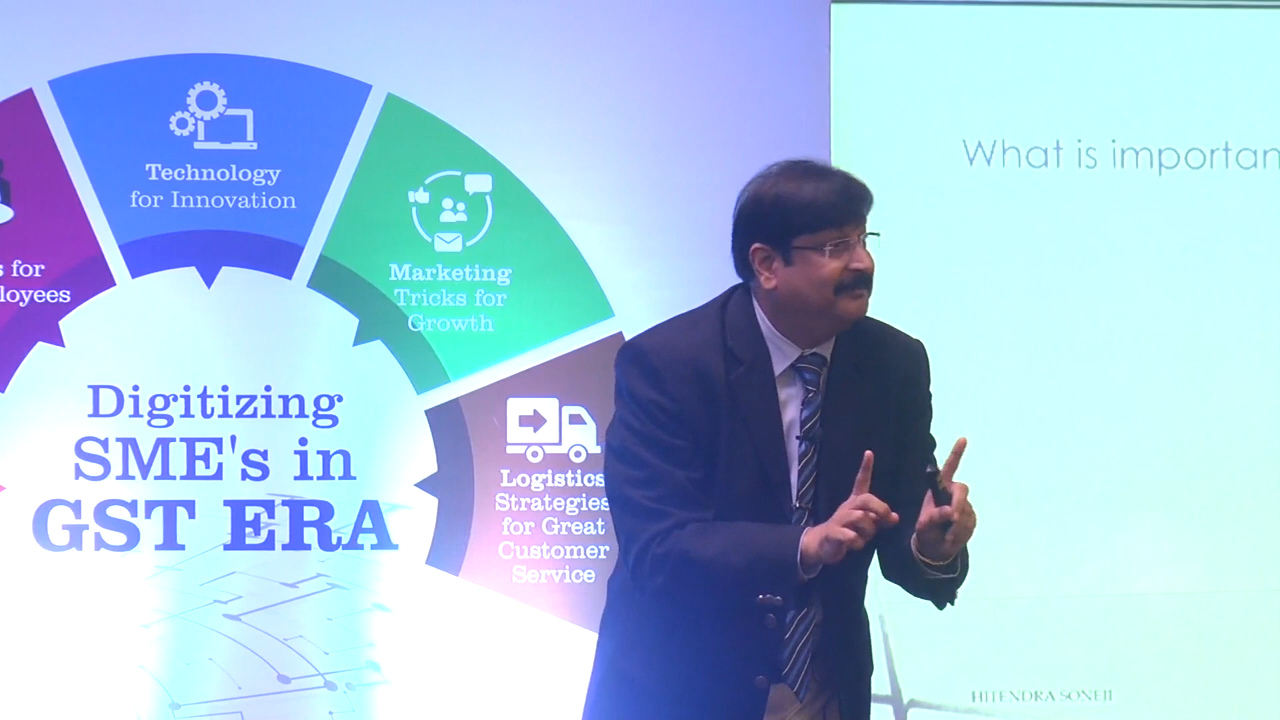 Technology
for Innovation
Marketing
Tricks for
Growth
s for
loyees
Digitizing
SME's in
GST ERA
Logistics
Strategies
for Great
Customer
Service
What is importan
HITENDRA SONEJI